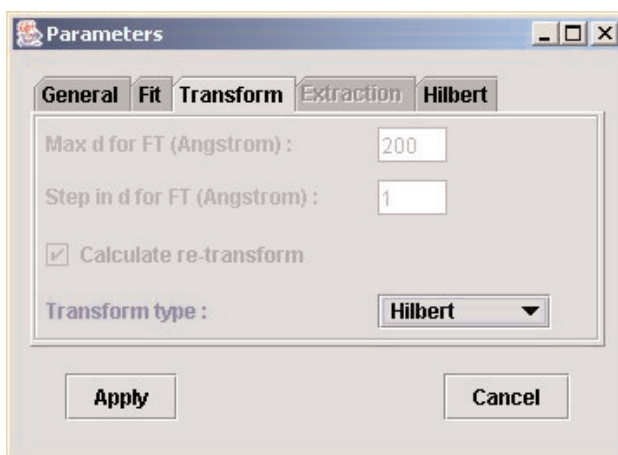 Parameters
General Fit Transform Extraction Hilbert
Max d for FT (Angstrom) : 200
Step in d for FT (Angstrom) : 1
Calculate re-transform
Transform type : Hilbert
Apply Cancel